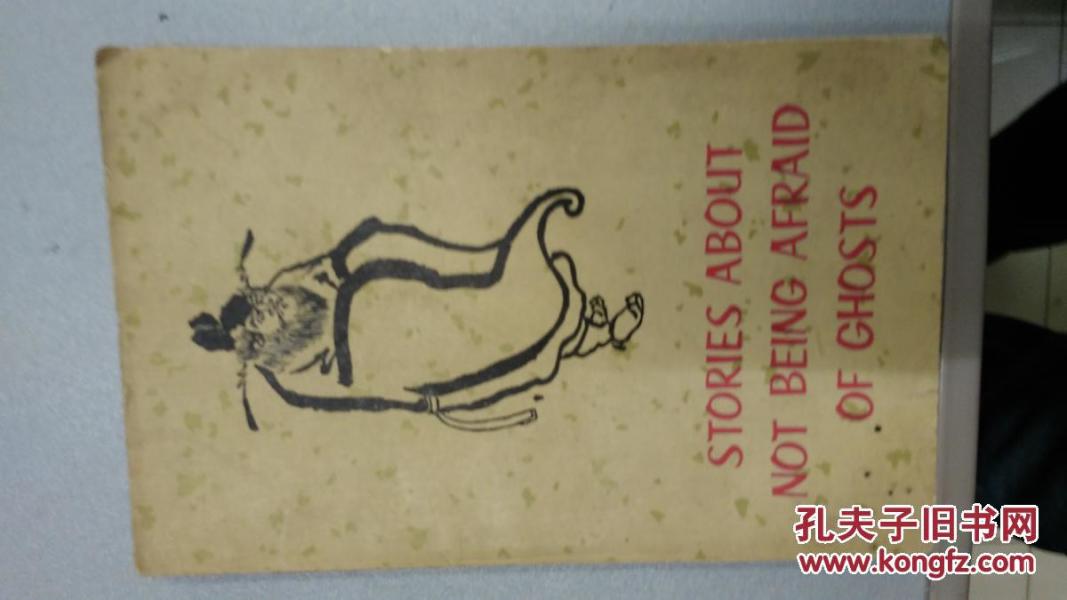 STORIES ABOUT
NOT BEING AFRAID
OF GHOSTS
孔夫子旧书网
www.kongfz.com